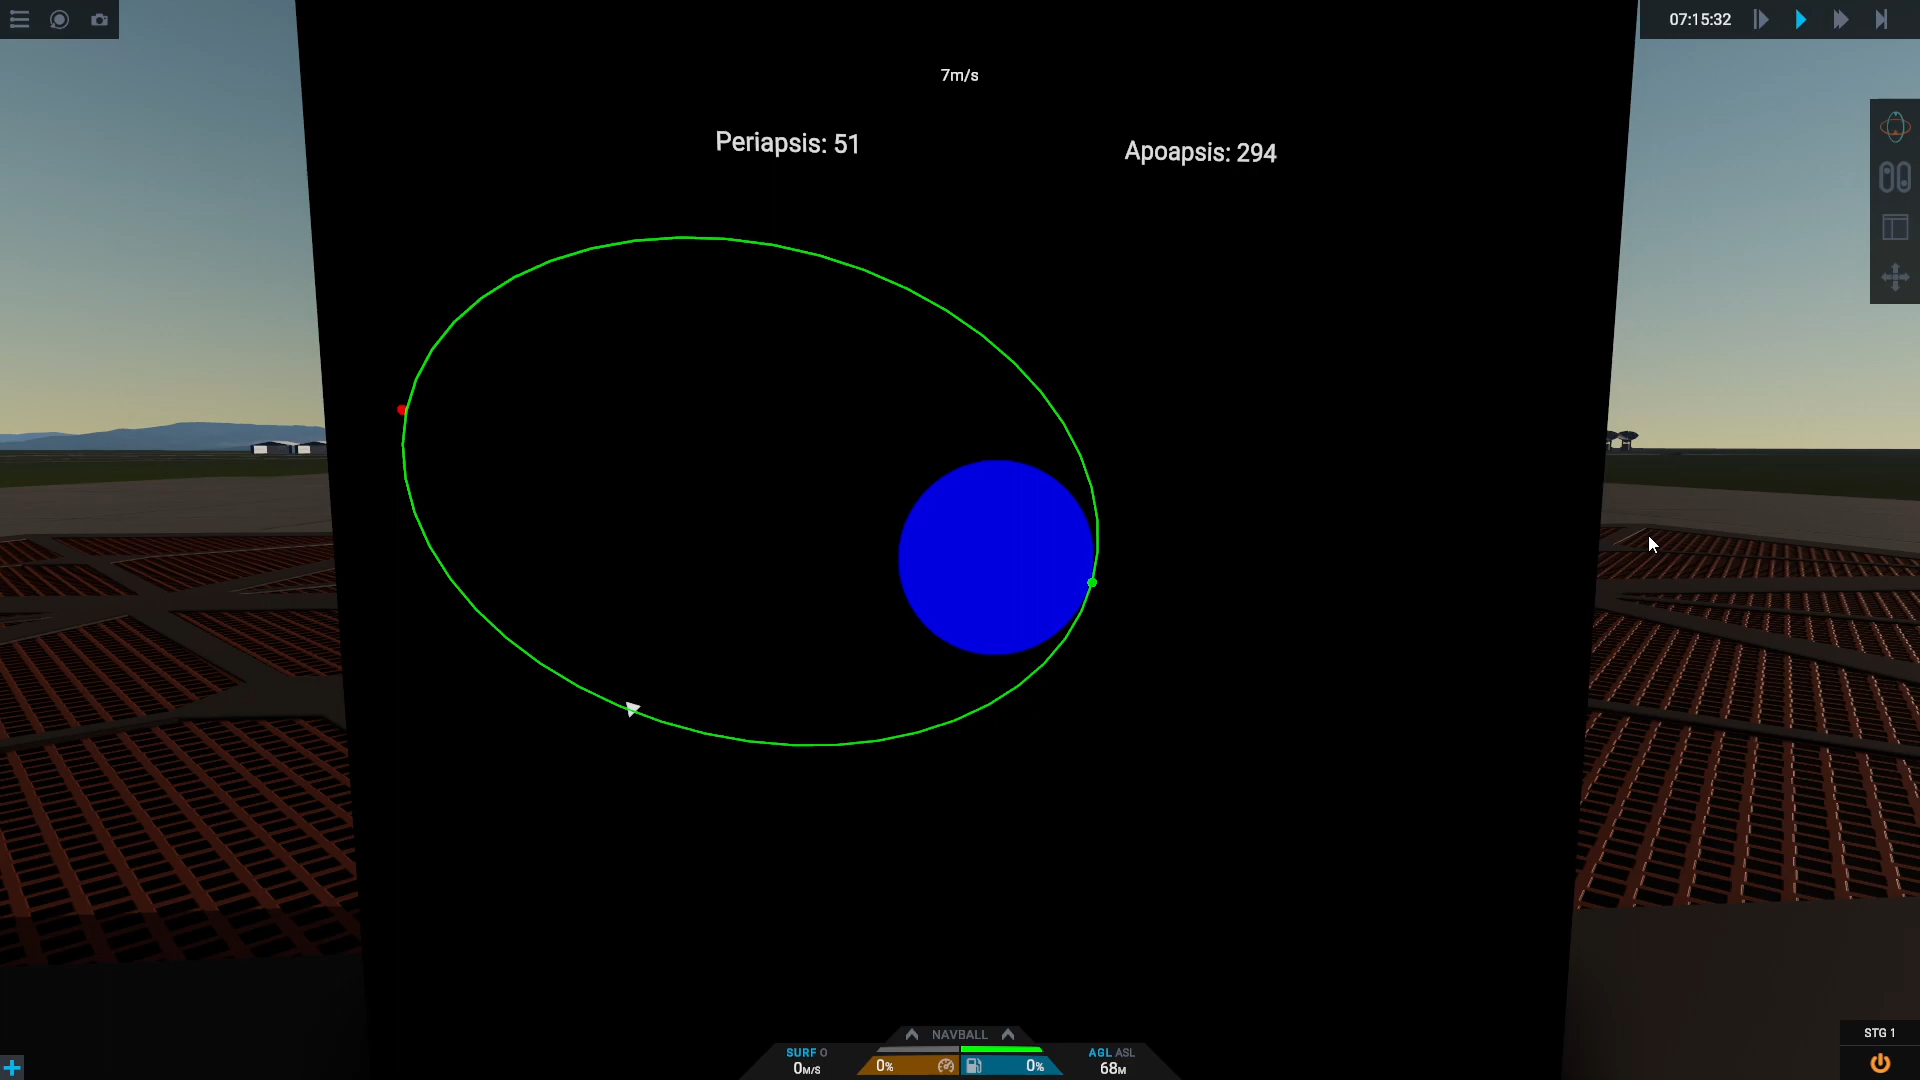 07:15:32
7m/s
Periapsis: 51
Apoapsis: 294
NAVBALL
SURF O
0M/S
0%
0%
AGL ASL
68M
STG 1